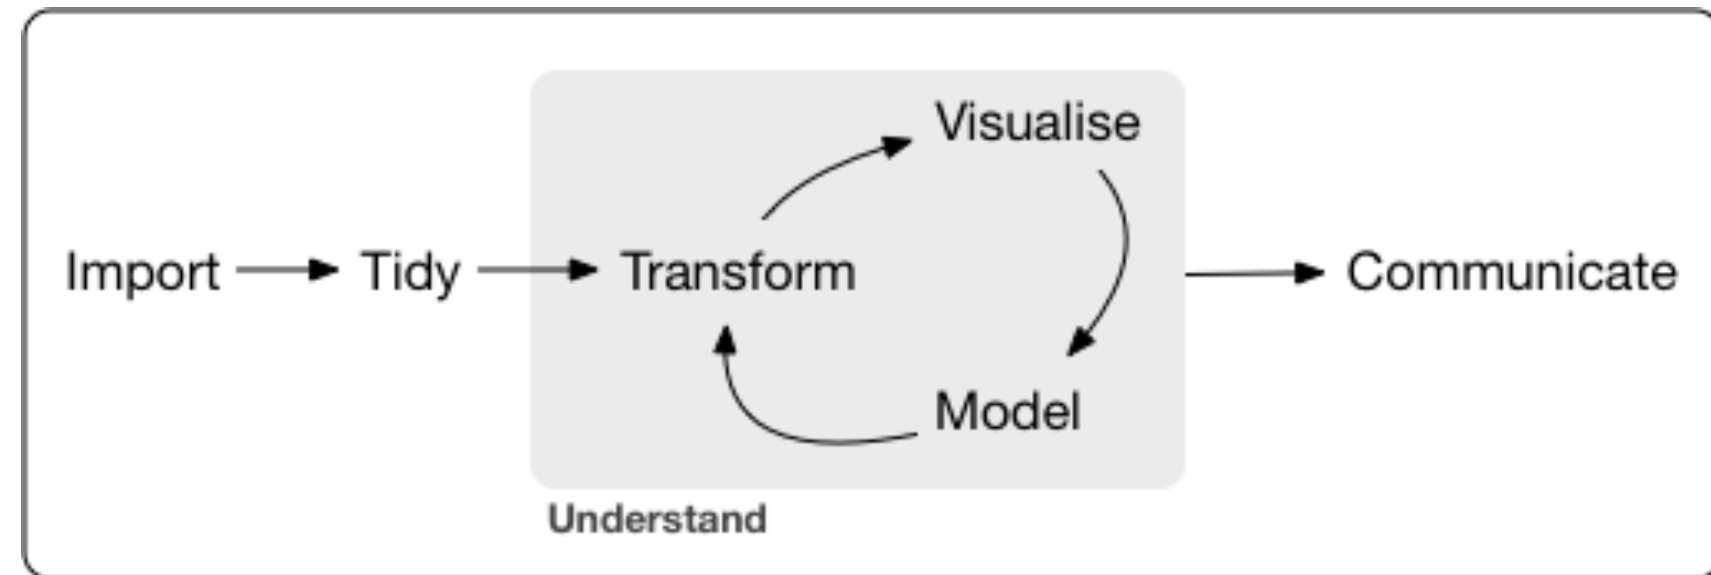 Visualise
Import Tidy Transform Communicate
Model
Understand